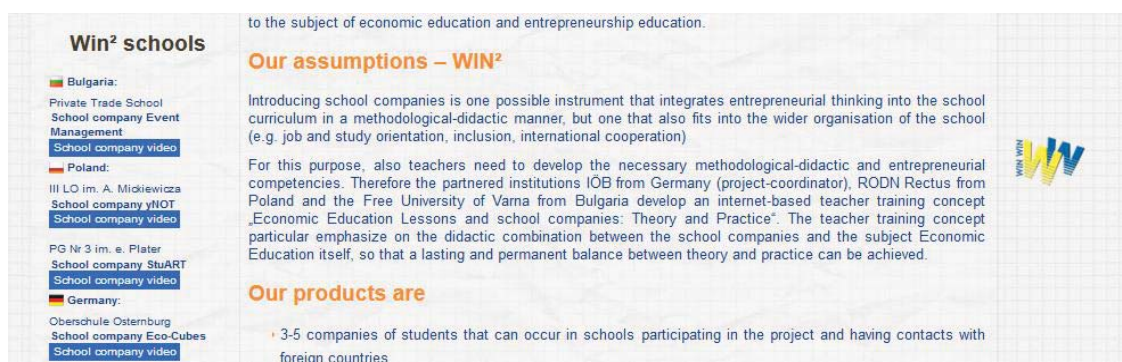 Win² schools
Bulgaria:
Private Trade School
School company Event
Management
School company video
Poland:
III LO im. A. Mickiewicza
School company yNOT
School company video
PG Nr 3 im. e. Plater
School company StuART
School company video
Germany:
Oberschule Osternburg
School company Eco-Cubes
School company video
to the subject of economic education and entrepreneurship education.
Our assumptions – WIN²
Introducing school companies is one possible instrument that integrates entrepreneurial thinking into the school
curriculum in a methodological-didactic manner, but one that also fits into the wider organisation of the school
(e.g. job and study orientation, inclusion, international cooperation)
For this purpose, also teachers need to develop the necessary methodological-didactic and entrepreneurial
competencies. Therefore the partnered institutions IÖB from Germany (project-coordinator), RODN Rectus from
Poland and the Free University of Varna from Bulgaria develop an internet-based teacher training concept
„Economic Education Lessons and school companies: Theory and Practice“. The teacher training concept
particular emphasize on the didactic combination between the school companies and the subject Economic
Education itself, so that a lasting and permanent balance between theory and practice can be achieved.
Our products are
3-5 companies of students that can occur in schools participating in the project and having contacts with
foreign countries
WIN WIN